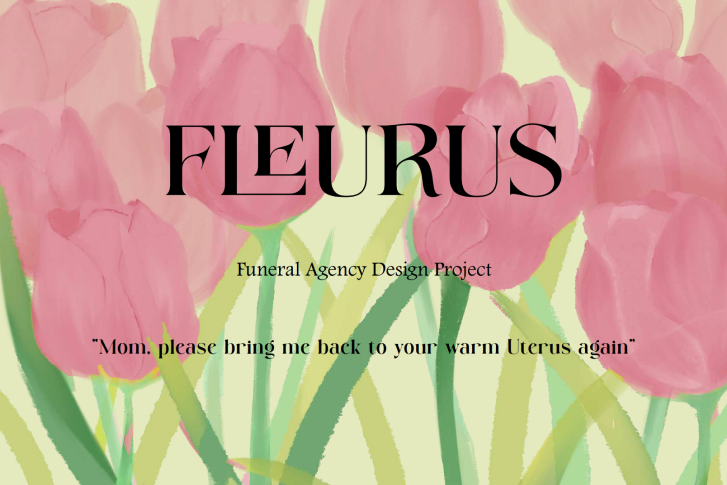 FLEURUS
Funeral Agency Design Project
"Mom, please bring me back to your warm Uterus again"